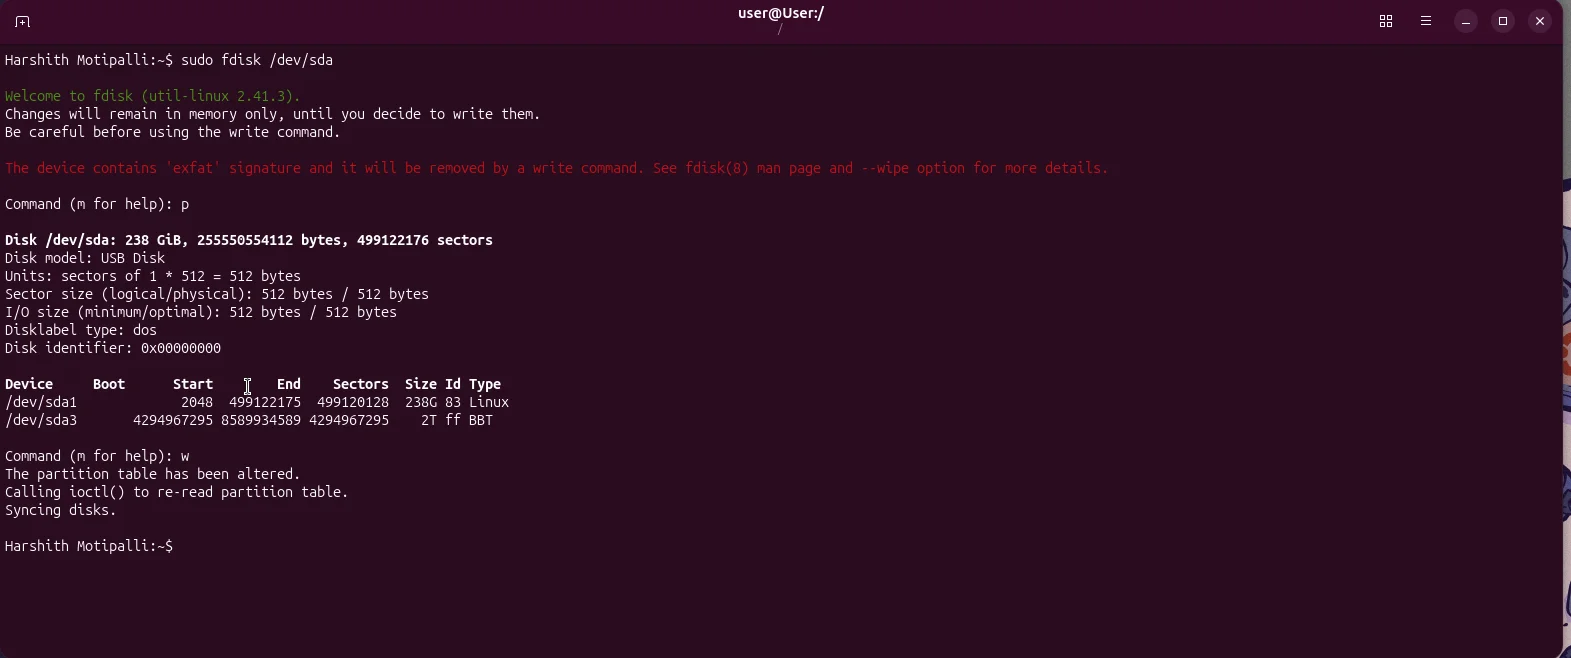 user@User:/
/
Harshith Motipalli:~$ sudo fdisk /dev/sda
Welcome to fdisk (util-linux 2.41.3).
Changes will remain in memory only, until you decide to write them.
Be careful before using the write command.
The device contains 'exfat' signature and it will be removed by a write command. See fdisk(8) man page and --wipe option for more details.
Command (m for help): p
Disk /dev/sda: 238 GiB, 255550554112 bytes, 499122176 sectors
Disk model: USB Disk
Units: sectors of 1 * 512 = 512 bytes
Sector size (logical/physical): 512 bytes / 512 bytes
I/O size (minimum/optimal): 512 bytes / 512 bytes
Disklabel type: dos
Disk identifier: 0x00000000
Device     Boot      Start        End    Sectors  Size Id Type
/dev/sda1             2048  499122175  499120128  238G 83 Linux
/dev/sda3       4294967295 8589934589 4294967295    2T ff BBT
Command (m for help): w
The partition table has been altered.
Calling ioctl() to re-read partition table.
Syncing disks.
Harshith Motipalli:~$